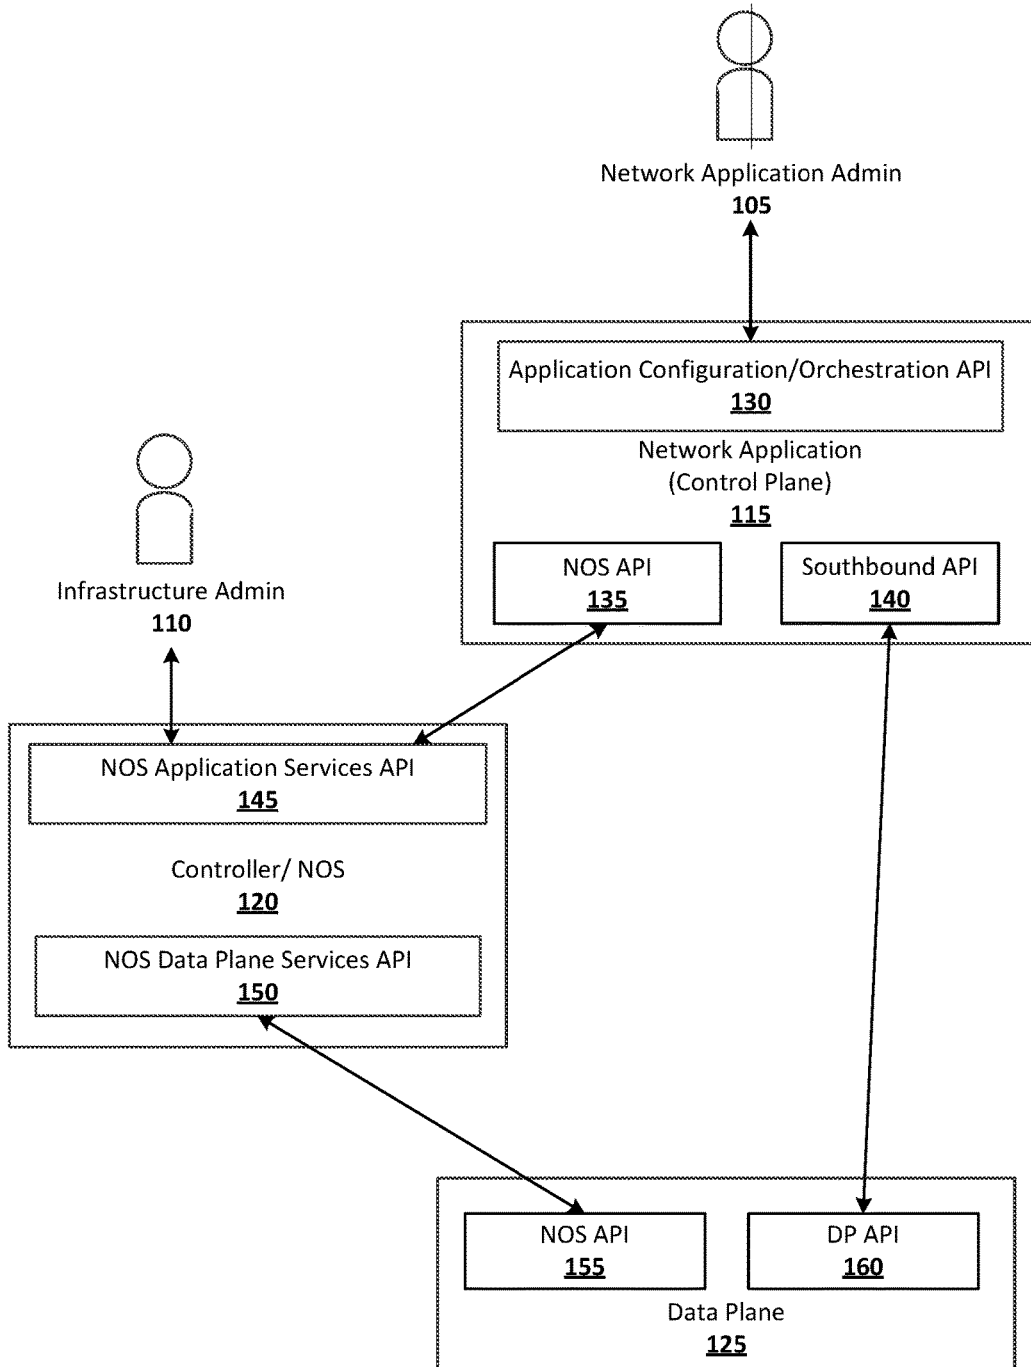 Network Application Admin
105
Application Configuration/Orchestration API
130
Network Application
(Control Plane)
115
NOS API
135
Southbound API
140
Infrastructure Admin
110
NOS Application Services API
145
Controller/ NOS
120
NOS Data Plane Services API
150
NOS API
155
DP API
160
Data Plane
125